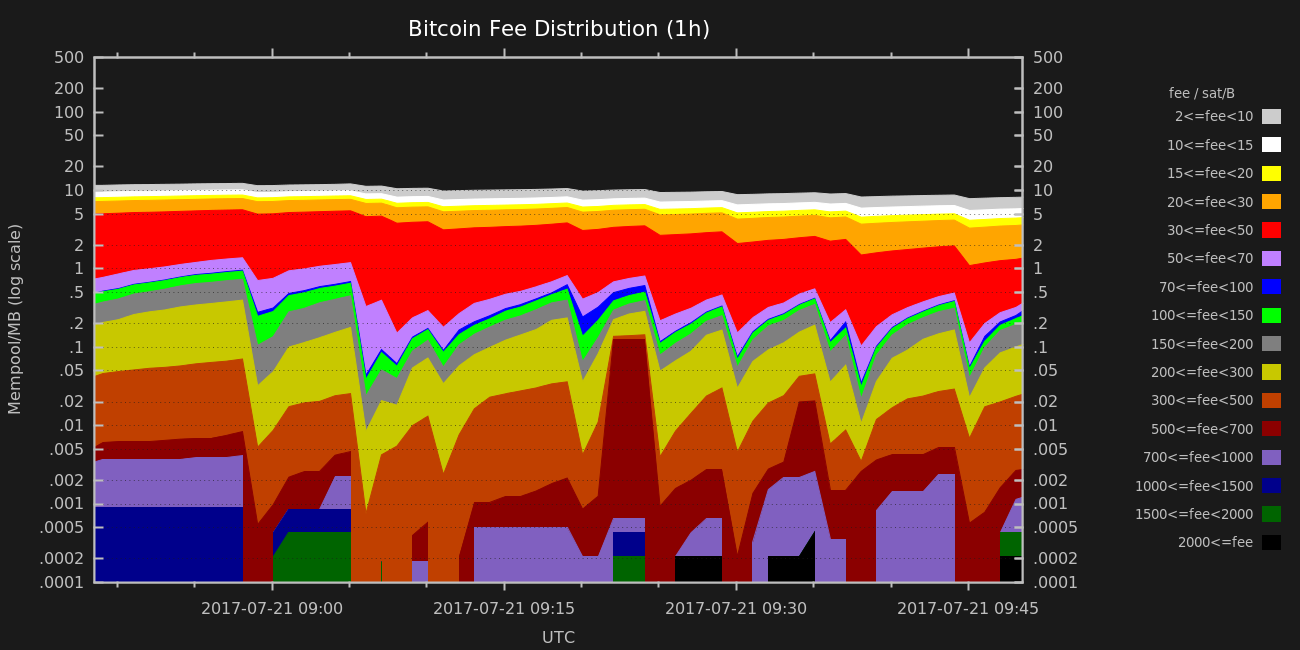 Bitcoin Fee Distribution (1h)
500
200
100
50
20
10
5
2
1
.5
.2
.1
.05
.02
.01
.005
.002
.001
.0005
.0002
.0001
Mempool/MB (log scale)
500
200
100
50
20
10
5
2
1
.5
.2
.1
.05
.02
.01
.005
.002
.001
.0005
.0002
.0001
2017-07-21 09:00 2017-07-21 09:15 2017-07-21 09:30 2017-07-21 09:45
UTC
fee / sat/B
2<=fee<10
10<=fee<15
15<=fee<20
20<=fee<30
30<=fee<50
50<=fee<70
70<=fee<100
100<=fee<150
150<=fee<200
200<=fee<300
300<=fee<500
500<=fee<700
700<=fee<1000
1000<=fee<1500
1500<=fee<2000
2000<=fee